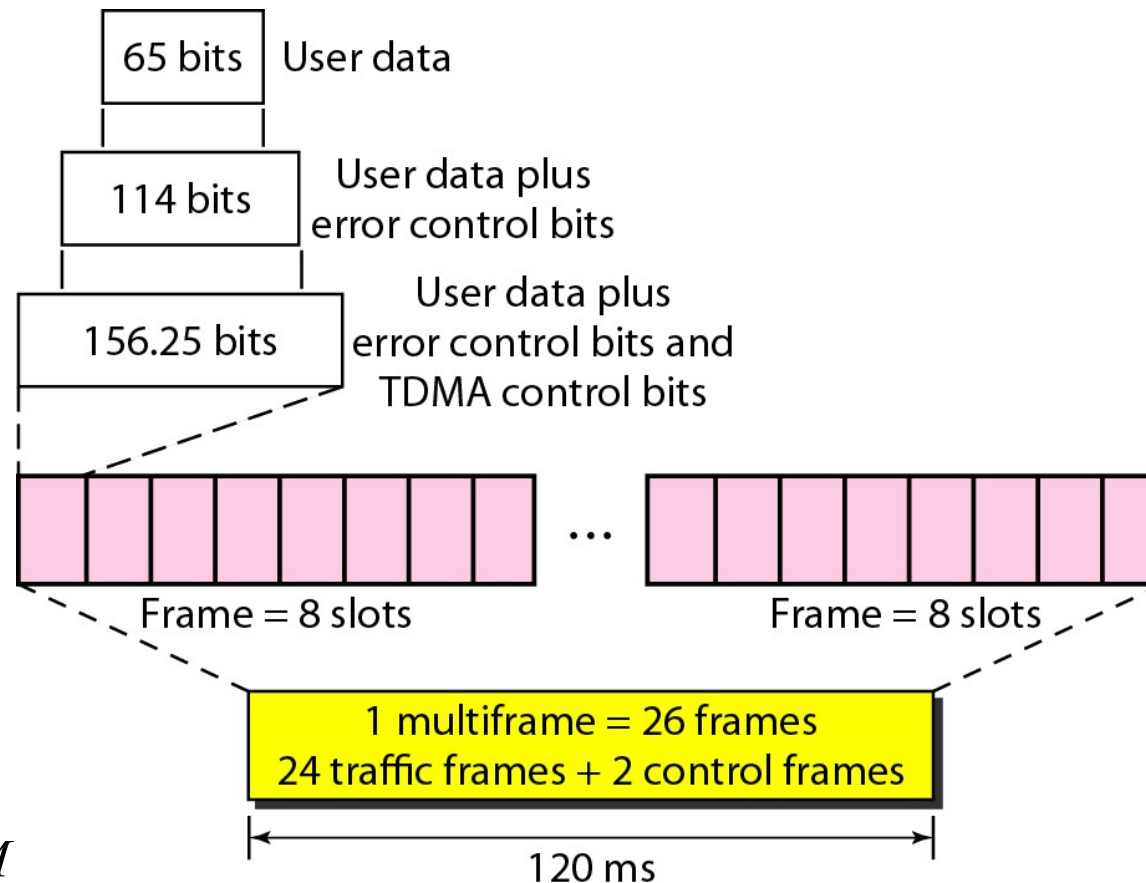 65 bits
User data
114 bits
User data plus
error control bits
156.25 bits
User data plus
error control bits and
TDMA control bits
...
Frame = 8 slots
Frame = 8 slots
1 multiframe = 26 frames
24 traffic frames + 2 control frames
120 ms
M